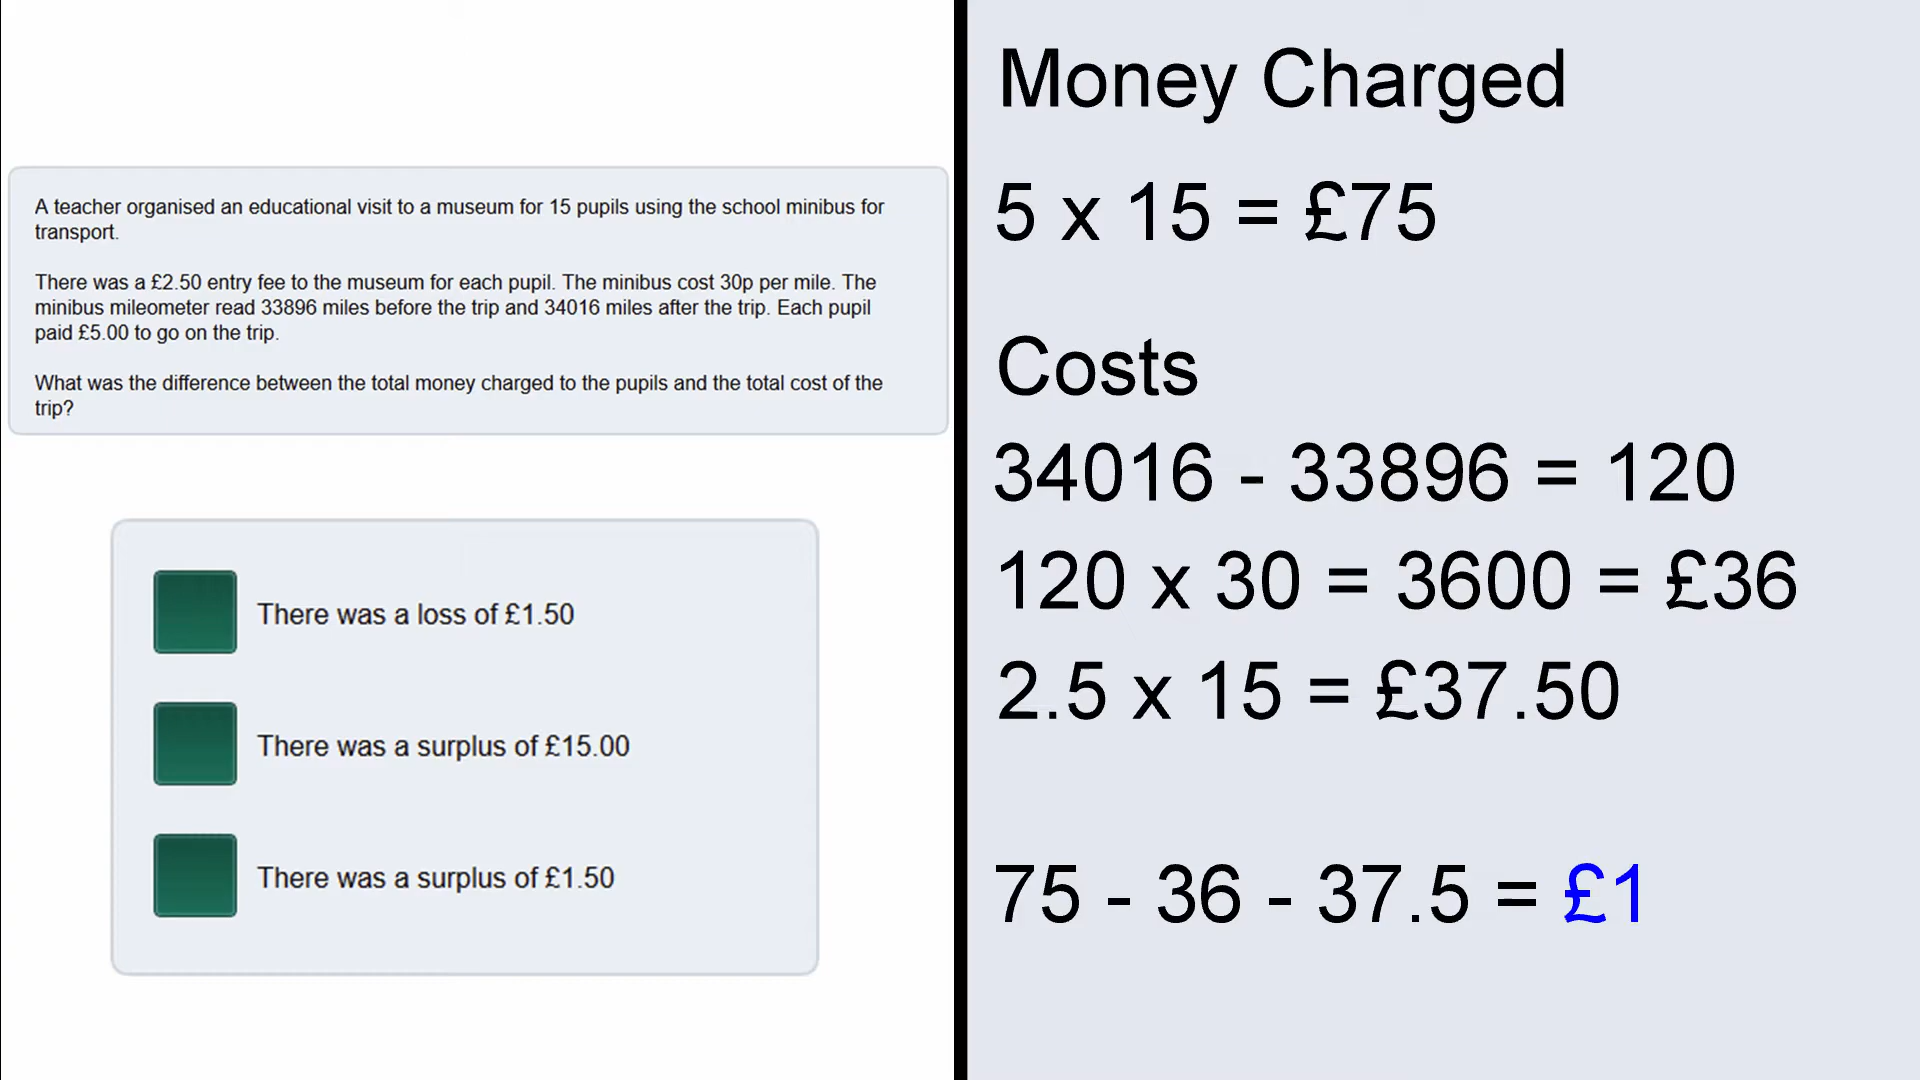 A teacher organised an educational visit to a museum for 15 pupils using the school minibus for
transport.
There was a £2.50 entry fee to the museum for each pupil. The minibus cost 30p per mile. The
minibus mileometer read 33896 miles before the trip and 34016 miles after the trip. Each pupil
paid £5.00 to go on the trip.
What was the difference between the total money charged to the pupils and the total cost of the
trip?
There was a loss of £1.50
There was a surplus of £15.00
There was a surplus of £1.50
Money Charged
5 x 15 = £75
Costs
34016 - 33896 = 120
120 x 30 = 3600 = £36
2.5 x 15 = £37.50
75 - 36 - 37.5 = £1